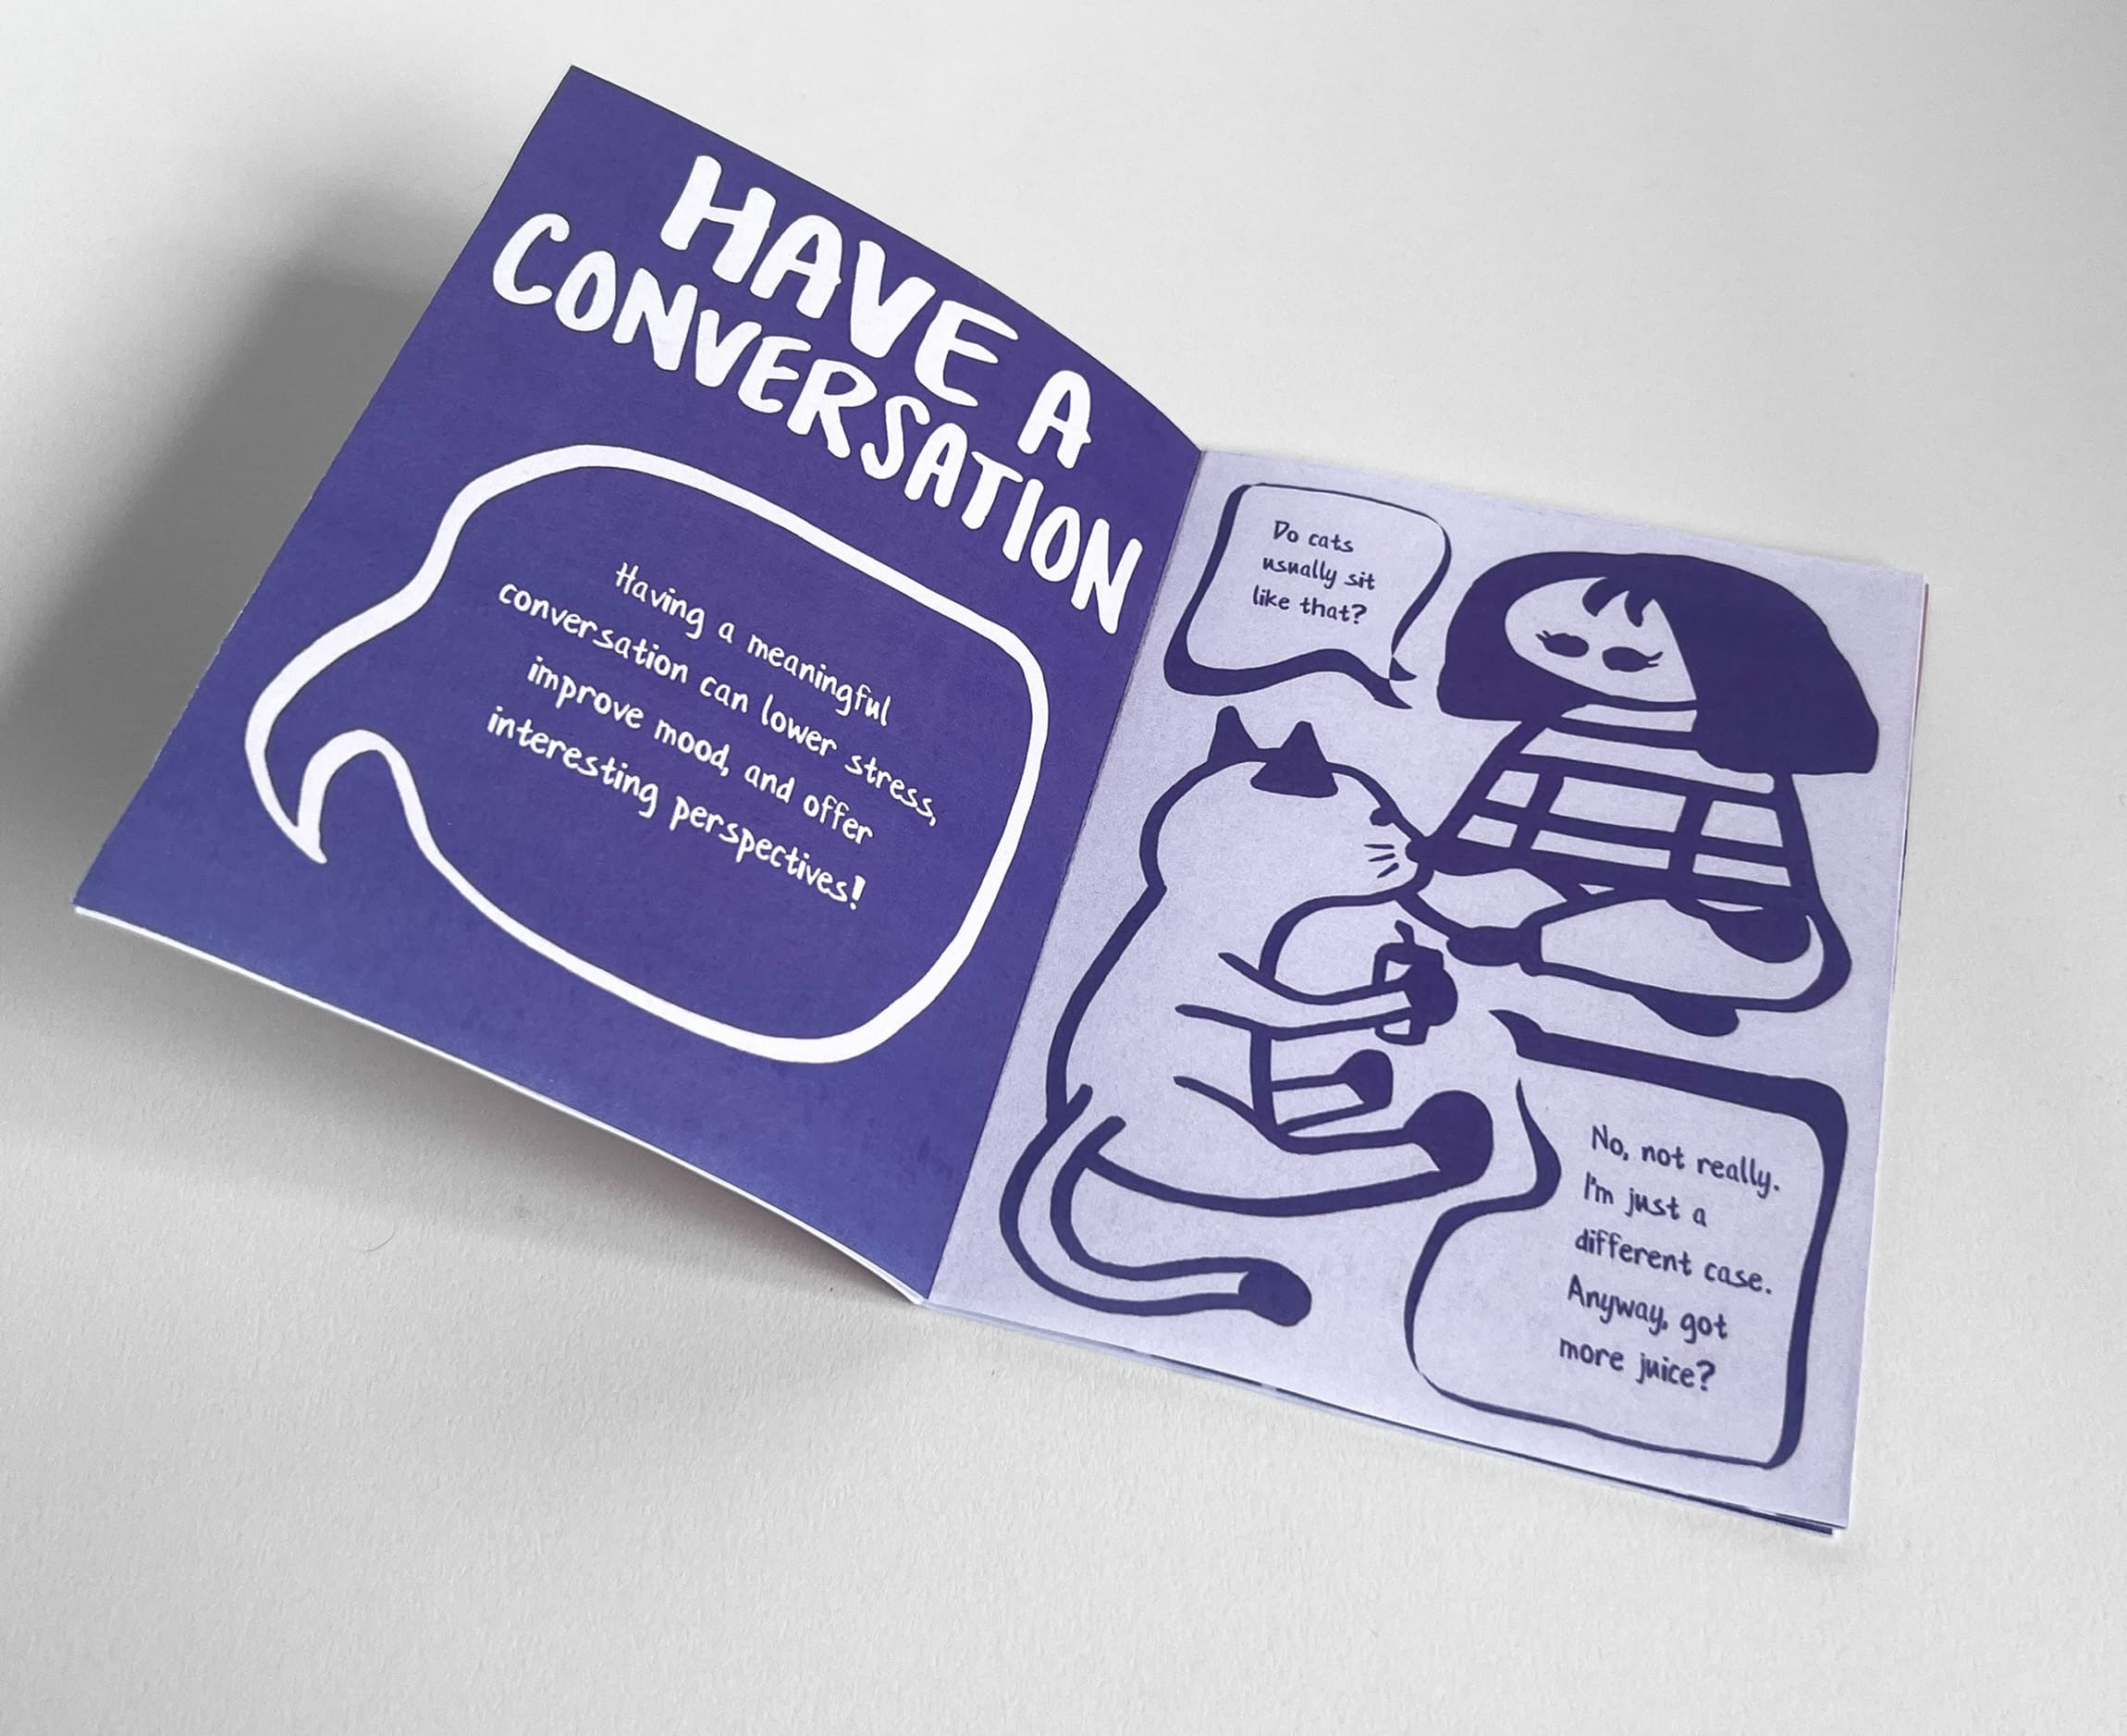 HAVE A
CONVERSATION
Having a meaningful
conversation can lower stress,
improve mood, and offer
interesting perspectives!
Do cats
usually sit
like that?
No, not really.
I'm just a
different case.
Anyway, got
more juice?